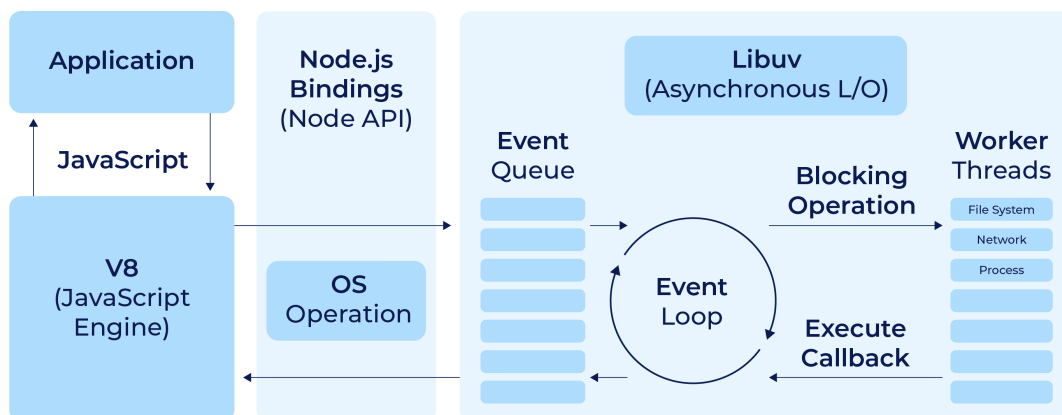 Application
JavaScript
V8
(JavaScript
Engine)
Node.js
Bindings
(Node API)
OS
Operation
Libuv
(Asynchronous L/O)
Event
Queue
Event
Loop
Blocking
Operation
Execute
Callback
Worker
Threads
File System
Network
Process